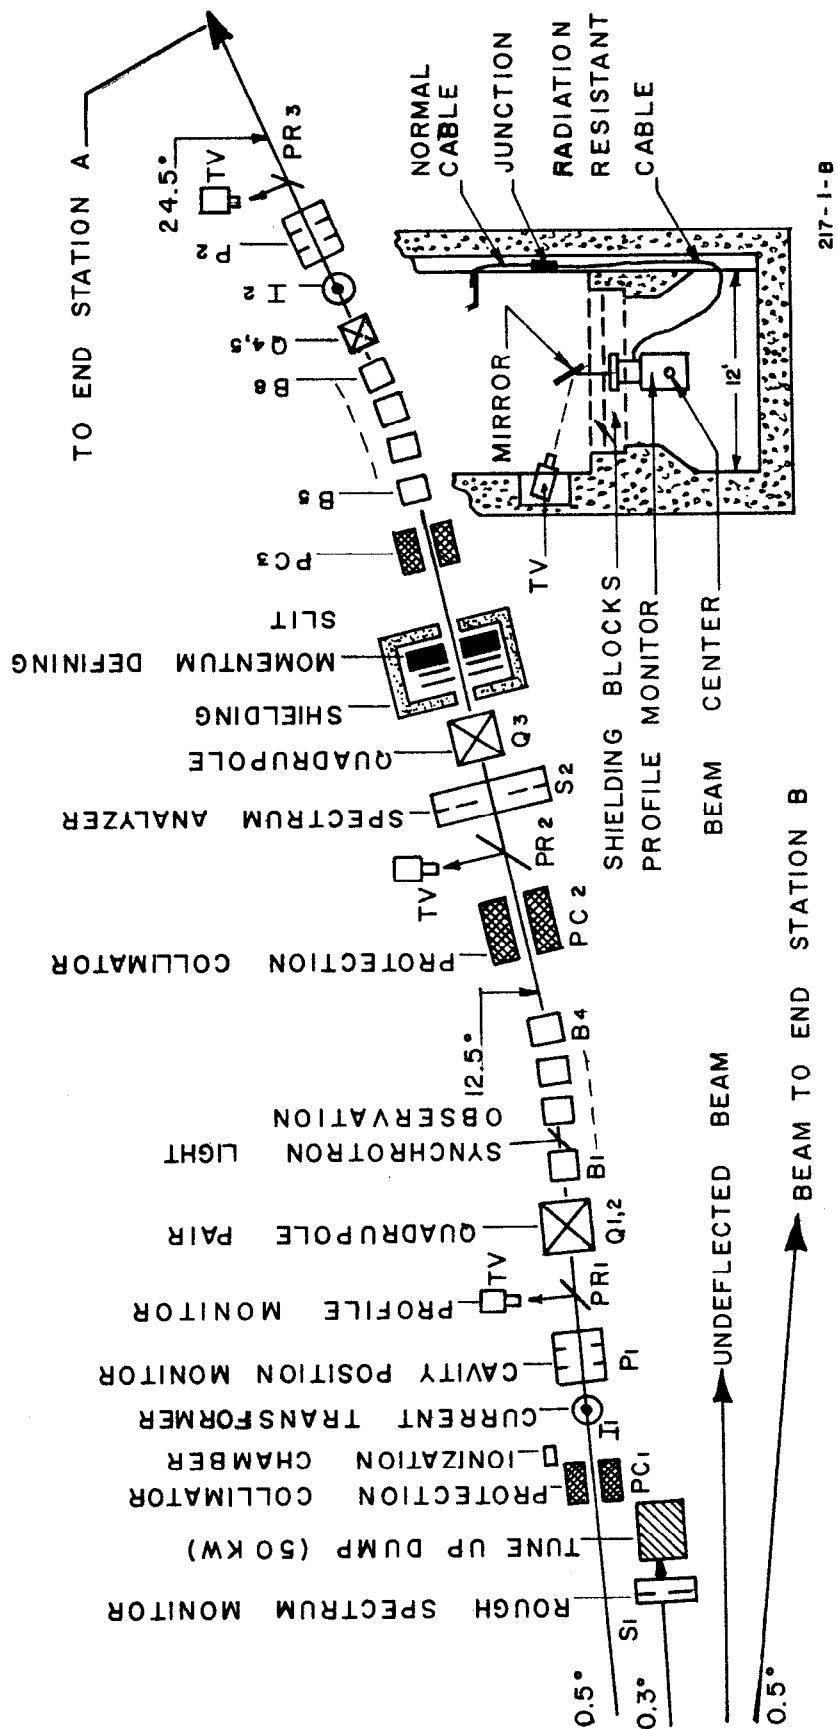 TO END STATION A
24.5°
TV
PR3
P2
I2
Q4,5
B8
B5
PC3
MOMENTUM DEFINING
SLIT
SHIELDING
QUADRUPOLE
Q3
SPECTRUM ANALYZER
S2
TV
PR2
PROTECTION COLLIMATOR
PC2
12.5°
B4
SYNCHROTRON LIGHT
OBSERVATION
B1
QUADRUPOLE PAIR
Q1,2
PROFILE MONITOR
TV
PR1
CAVITY POSITION MONITOR
P1
CURRENT TRANSFORMER
I1
IONIZATION CHAMBER
PROTECTION COLLIMATOR
PC1
TUNE UP DUMP (50 KW)
ROUGH SPECTRUM MONITOR
S1
0.5°
0.3°
0.5°
UNDEFLECTED BEAM
BEAM TO END STATION B
NORMAL
CABLE
JUNCTION
RADIATION
RESISTANT
CABLE
MIRROR
12'
TV
SHIELDING BLOCKS
PROFILE MONITOR
BEAM CENTER
217-1-B